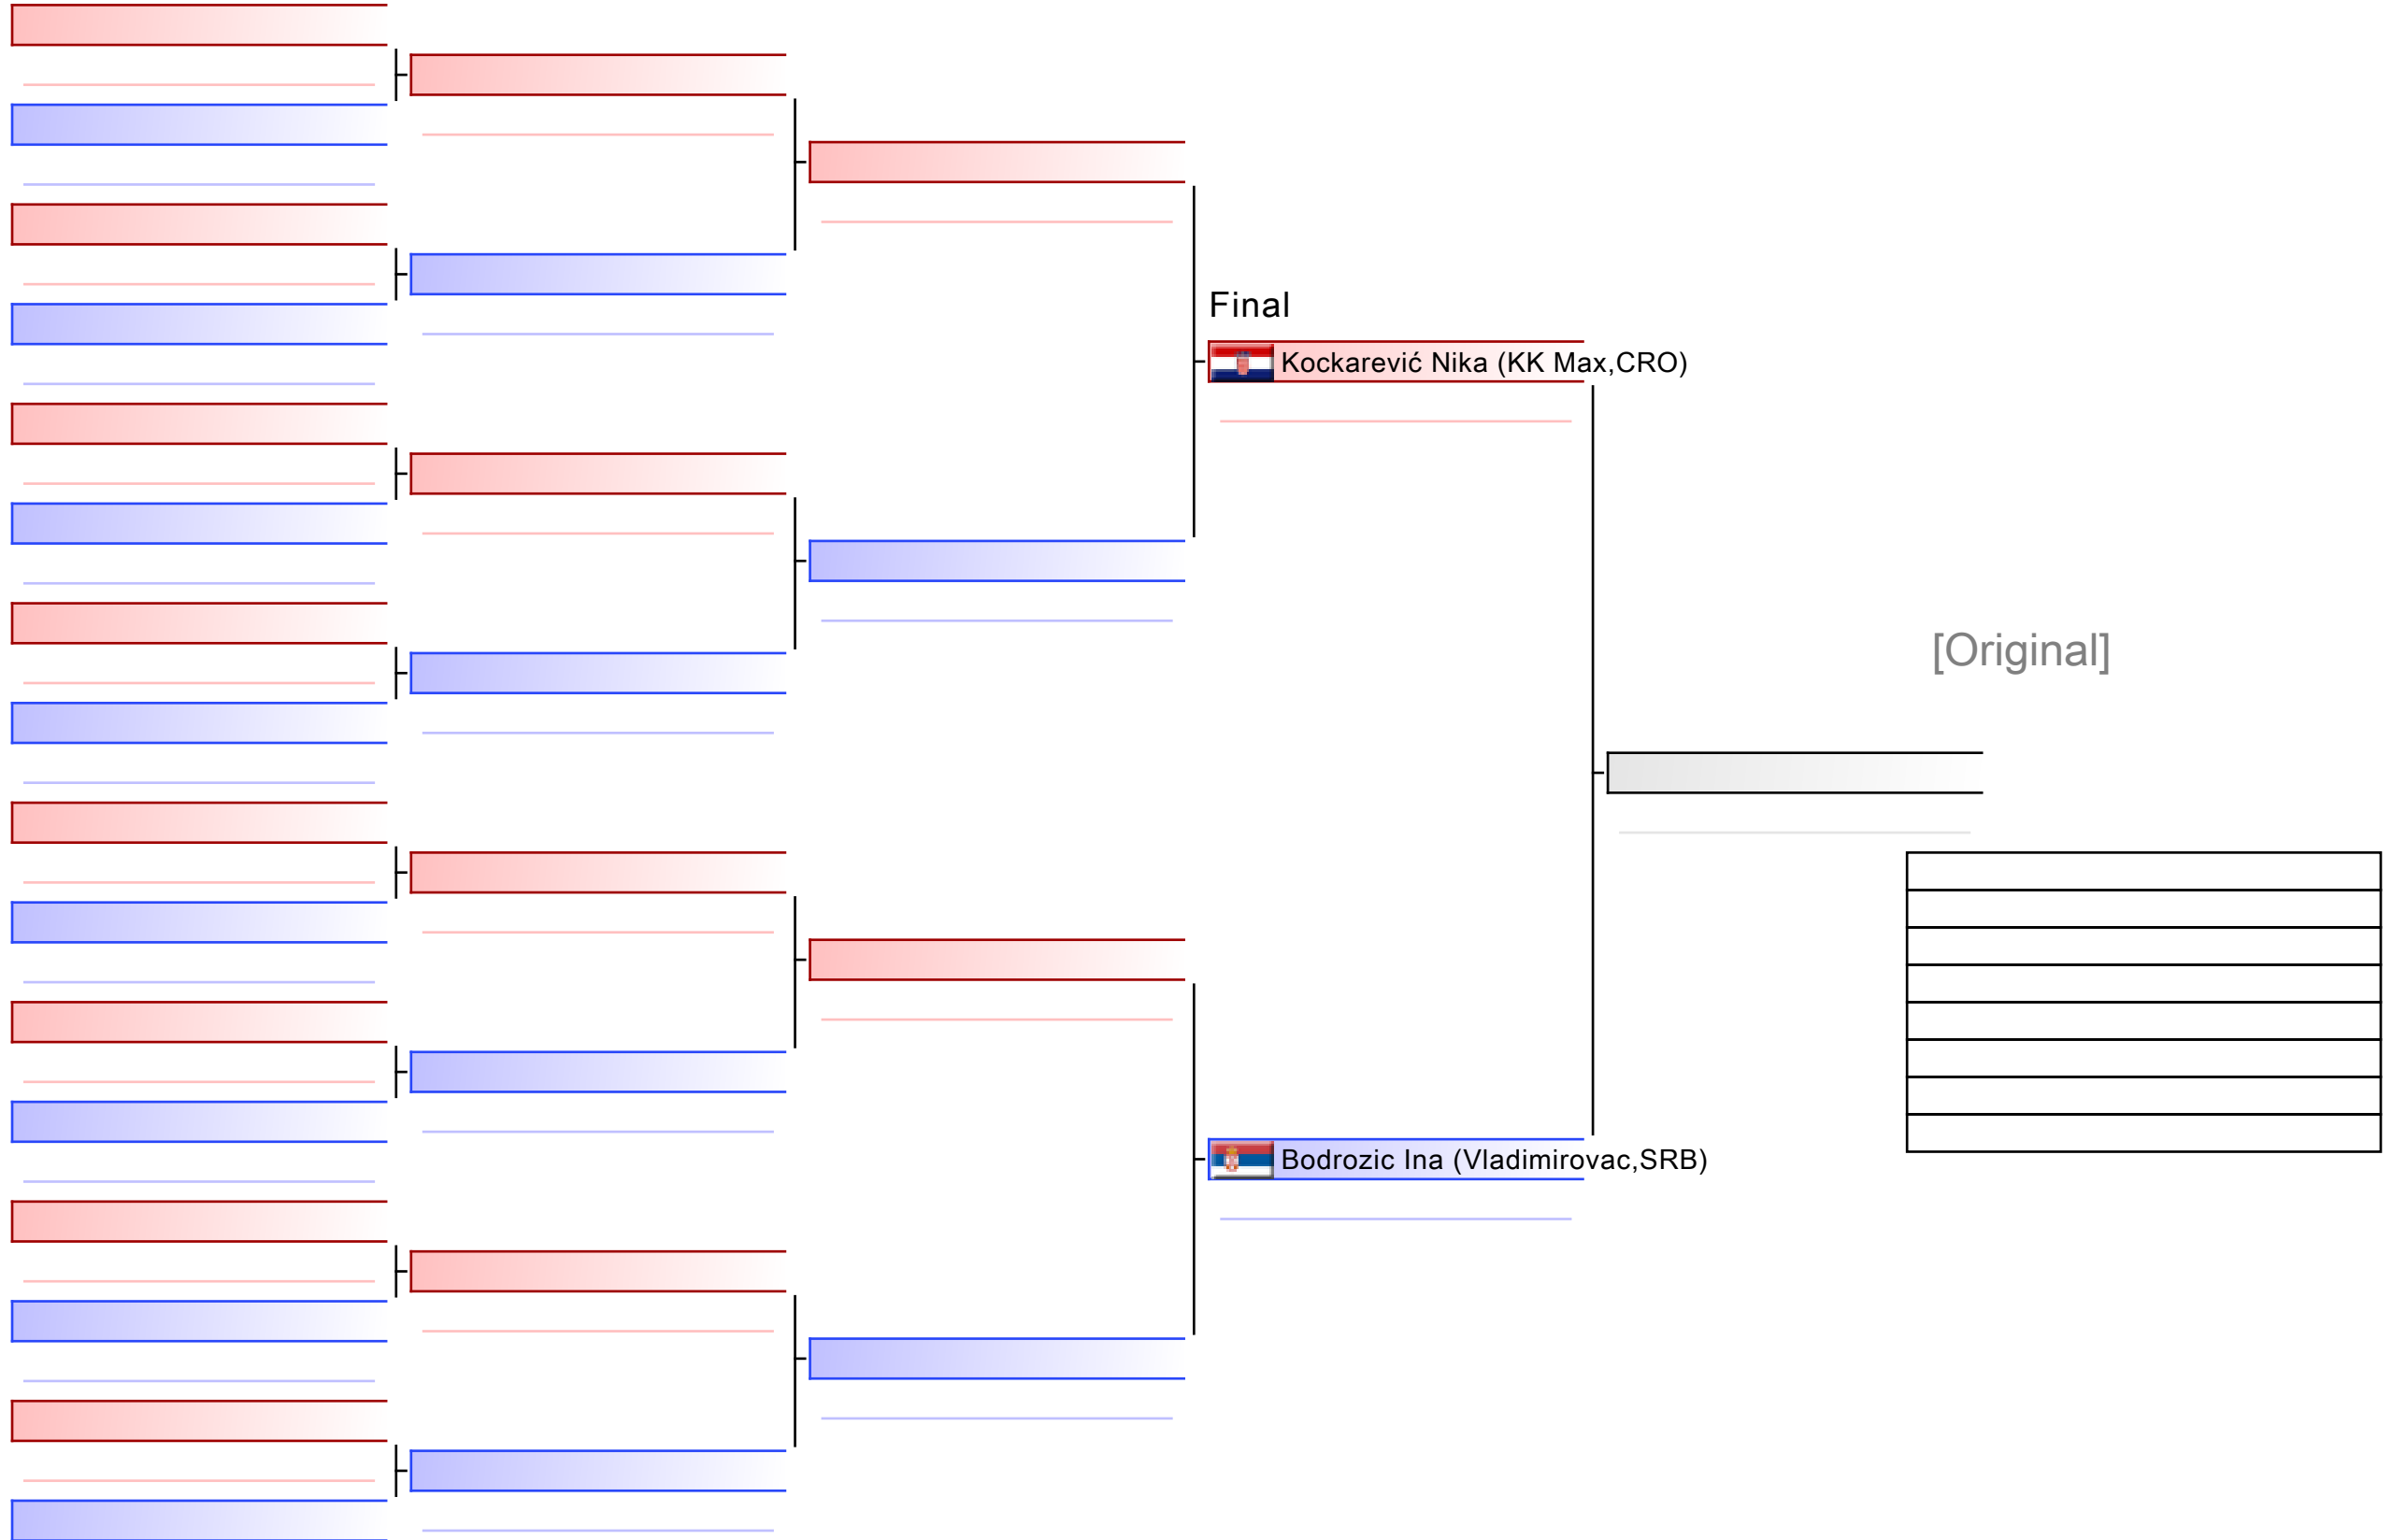 Final
Kockarević Nika (KK Max,CRO)
[Original]
Bodrozic Ina (Vladimirovac,SRB)